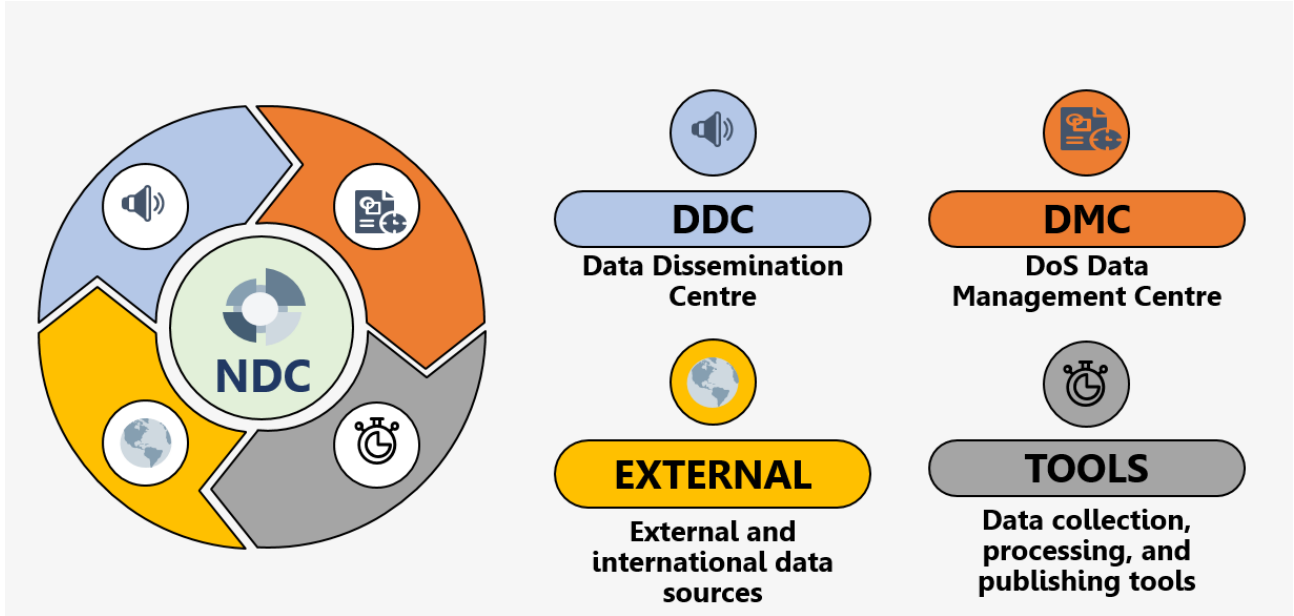 NDC
DDC
Data Dissemination
Centre
DMC
DoS Data
Management Centre
EXTERNAL
External and
international data
sources
TOOLS
Data collection,
processing, and
publishing tools